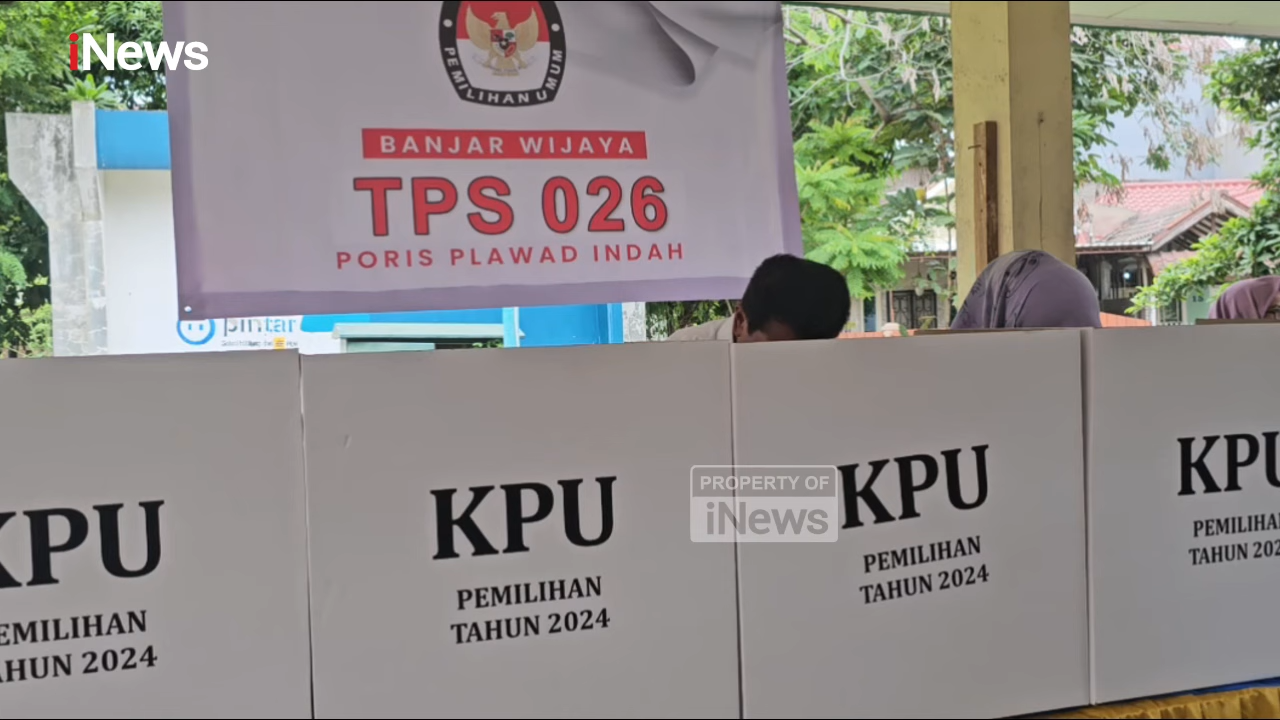 iNews
PEMILIHAN UMUM
BANJAR WIJAYA
TPS 026
PORIS PLAWAD INDAH
pintar
KPU
PEMILIHAN
TAHUN 2024
KPU
PEMILIHAN
TAHUN 2024
PROPERTY OF
iNews
KPU
PEMILIHAN
TAHUN 2024
KPU
PEMILIHAN
TAHUN 202